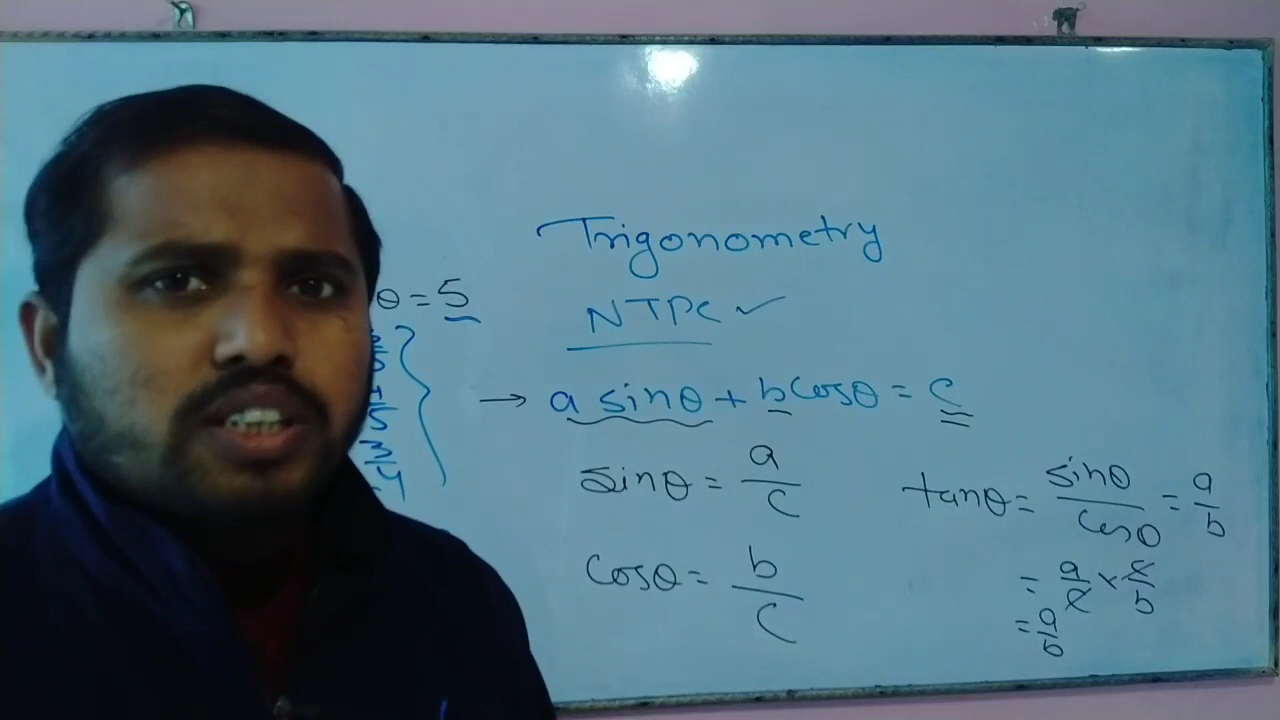 θ = 5
Trigonometry
NTPC ✓
→ a sinθ + b cosθ = c
sinθ = a/c
cosθ = b/c
tanθ = sinθ/cosθ = a/b
= a/c × c/b
= a/b